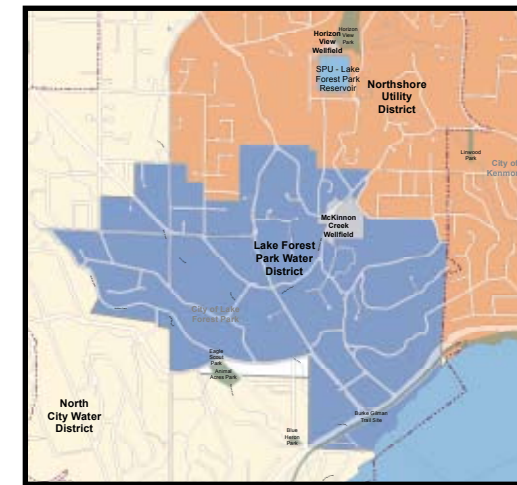 Horizon
View
Wellfield
Horizon
View
Park
SPU - Lake
Forest Park
Reservoir
Northshore
Utility
District
Linwood
Park
City of
Kenmor
McKinnon
Creek
Wellfield
Lake Forest
Park Water
District
City of Lake
Forest Park
Eagle
Scout
Park
Animal
Acres Park
North
City Water
District
Blue
Heron
Park
Burke Gilman
Trail Site